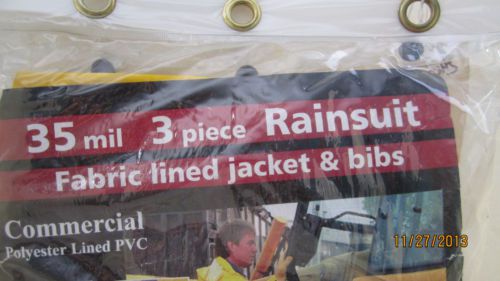 35 mil 3 piece Rainsuit
Fabric lined jacket & bibs
Commercial
Polyester Lined PVC
11/27/2013